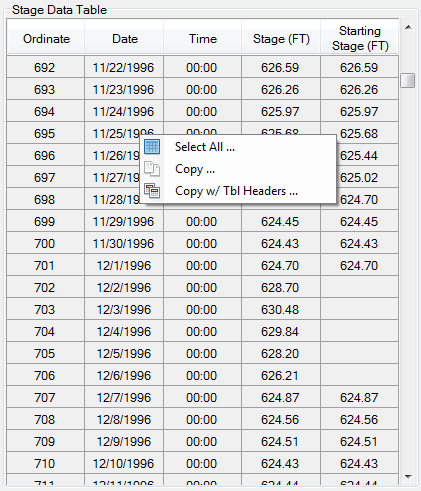 Stage Data Table
Ordinate Date Time Stage (FT) Starting Stage (FT)
692 11/22/1996 00:00 626.59 626.59
693 11/23/1996 00:00 626.26 626.26
694 11/24/1996 00:00 625.97 625.97
695 11/25/1996 00:00 625.68 625.68
696 11/26/ 625.44
697 11/27/ 625.02
698 11/28/ 624.70
Select All ...
Copy ...
Copy w/ Tbl Headers ...
699 11/29/1996 00:00 624.45 624.45
700 11/30/1996 00:00 624.43 624.43
701 12/1/1996 00:00 624.70 624.70
702 12/2/1996 00:00 628.70
703 12/3/1996 00:00 630.48
704 12/4/1996 00:00 629.84
705 12/5/1996 00:00 628.20
706 12/6/1996 00:00 626.21
707 12/7/1996 00:00 624.87 624.87
708 12/8/1996 00:00 624.56 624.56
709 12/9/1996 00:00 624.51 624.51
710 12/10/1996 00:00 624.43 624.43
711 12/11/1996 00:00 624.44 624.44